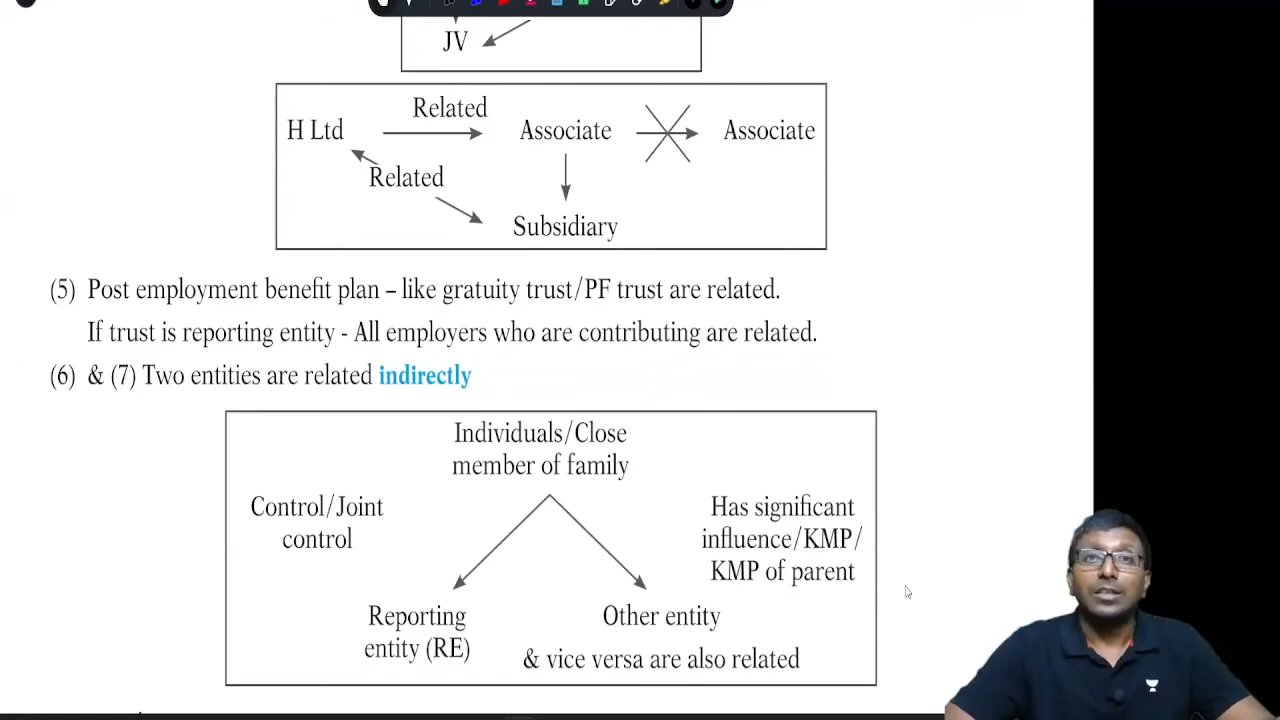 JV
Related
H Ltd
Associate
Associate
Related
Subsidiary
(5) Post employment benefit plan – like gratuity trust/PF trust are related.
If trust is reporting entity - All employers who are contributing are related.
(6) & (7) Two entities are related indirectly
Individuals/Close
member of family
Control/Joint
control
Has significant
influence/KMP/
KMP of parent
Reporting
entity (RE)
Other entity
& vice versa are also related